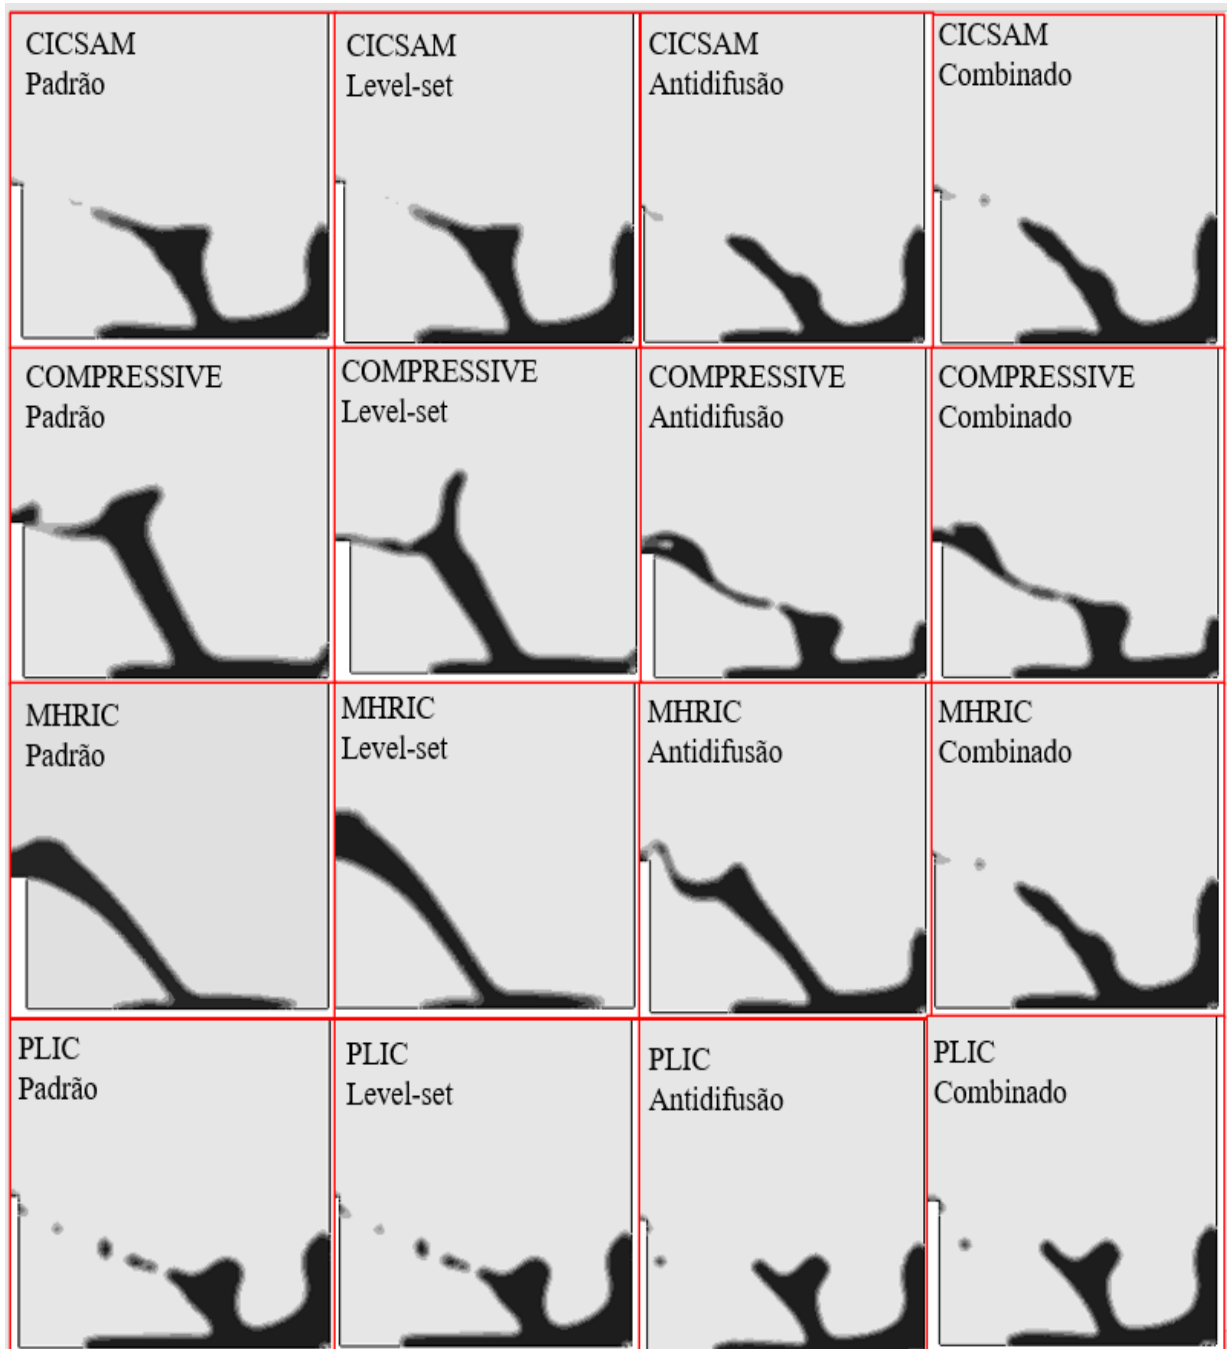 CICSAM
Padrão
CICSAM
Level-set
CICSAM
Antidifusão
CICSAM
Combinado
COMPRESSIVE
Padrão
COMPRESSIVE
Level-set
COMPRESSIVE
Antidifusão
COMPRESSIVE
Combinado
MHRIC
Padrão
MHRIC
Level-set
MHRIC
Antidifusão
MHRIC
Combinado
PLIC
Padrão
PLIC
Level-set
PLIC
Antidifusão
PLIC
Combinado